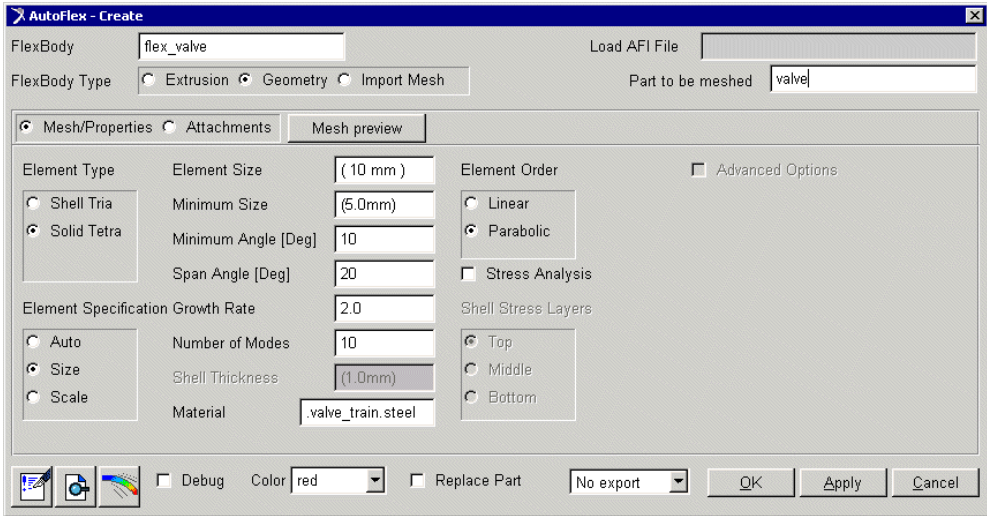 AutoFlex - Create
FlexBody flex_valve Load AFI File
FlexBody Type Extrusion Geometry Import Mesh Part to be meshed valve
Mesh/Properties Attachments Mesh preview
Element Type Element Size ( 10 mm ) Element Order Advanced Options
Shell Tria Minimum Size (5.0mm) Linear
Solid Tetra Minimum Angle [Deg] 10 Parabolic
Span Angle [Deg] 20 Stress Analysis
Element Specification Growth Rate 2.0 Shell Stress Layers
Auto Number of Modes 10 Top
Size Shell Thickness (1.0mm) Middle
Scale Material .valve_train.steel Bottom
Debug Color red Replace Part No export OK Apply Cancel